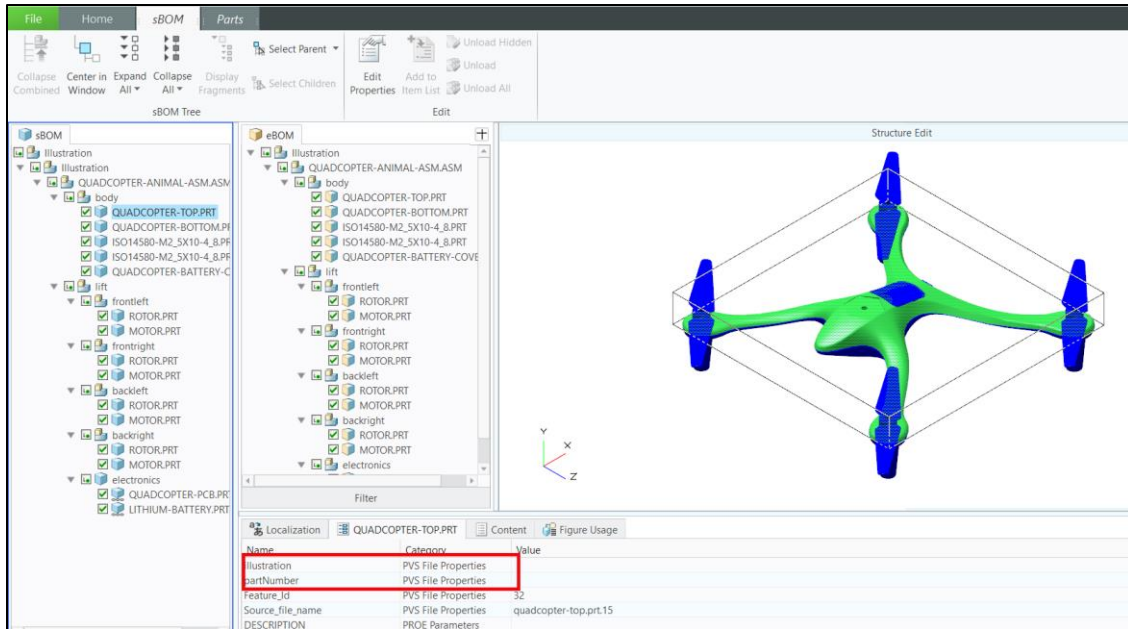 File Home sBOM Parts
Select Parent
Select Children
Unload Hidden
Unload
Unload All
Collapse Combined
Center in Window
Expand All
Collapse All
Display Fragments
Edit Properties
Add to Item List
sBOM Tree
Edit
sBOM
Illustration
Illustration
QUADCOPTER-ANIMAL-ASM.ASM
body
QUADCOPTER-TOP.PRT
QUADCOPTER-BOTTOM.PF
ISO14580-M2_5X10-4_8.PF
ISO14580-M2_5X10-4_8.PF
QUADCOPTER-BATTERY-C
lift
frontleft
ROTOR.PRT
MOTOR.PRT
frontright
ROTOR.PRT
MOTOR.PRT
backleft
ROTOR.PRT
MOTOR.PRT
backright
ROTOR.PRT
MOTOR.PRT
electronics
QUADCOPTER-PCB.PR
LITHIUM-BATTERY.PRT
eBOM
Illustration
QUADCOPTER-ANIMAL-ASM.ASM
body
QUADCOPTER-TOP.PRT
QUADCOPTER-BOTTOM.PRT
ISO14580-M2_5X10-4_8.PRT
ISO14580-M2_5X10-4_8.PRT
QUADCOPTER-BATTERY-COVE
lift
frontleft
ROTOR.PRT
MOTOR.PRT
frontright
ROTOR.PRT
MOTOR.PRT
backleft
ROTOR.PRT
MOTOR.PRT
backright
ROTOR.PRT
MOTOR.PRT
electronics
Filter
Structure Edit
Y
X
Z
Localization QUADCOPTER-TOP.PRT Content Figure Usage
Name Category Value
Illustration PVS File Properties
partNumber PVS File Properties
Feature_Id PVS File Properties 32
Source_file_name PVS File Properties quadcopter-top.prt.15
DESCRIPTION PROE Parameters